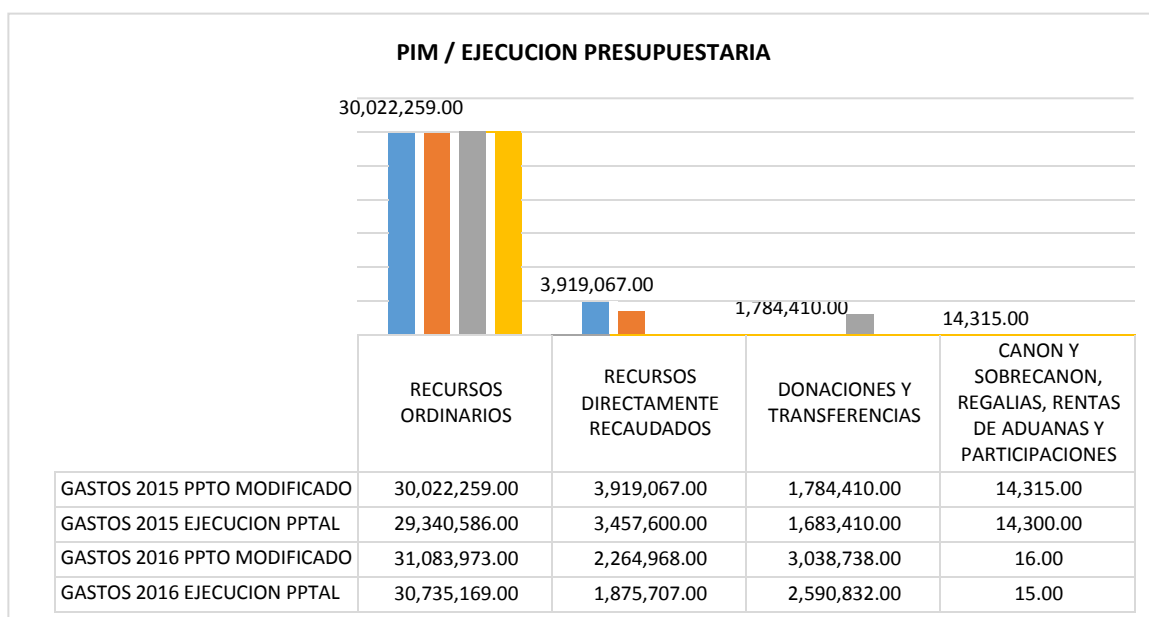 PIM / EJECUCION PRESUPUESTARIA
30,022,259.00
3,919,067.00
1,784,410.00
14,315.00
RECURSOS
ORDINARIOS
RECURSOS
DIRECTAMENTE
RECAUDADOS
DONACIONES Y
TRANSFERENCIAS
CANON Y
SOBRECANON,
REGALIAS, RENTAS
DE ADUANAS Y
PARTICIPACIONES
GASTOS 2015 PPTO MODIFICADO 30,022,259.00 3,919,067.00 1,784,410.00 14,315.00
GASTOS 2015 EJECUCION PPTAL 29,340,586.00 3,457,600.00 1,683,410.00 14,300.00
GASTOS 2016 PPTO MODIFICADO 31,083,973.00 2,264,968.00 3,038,738.00 16.00
GASTOS 2016 EJECUCION PPTAL 30,735,169.00 1,875,707.00 2,590,832.00 15.00